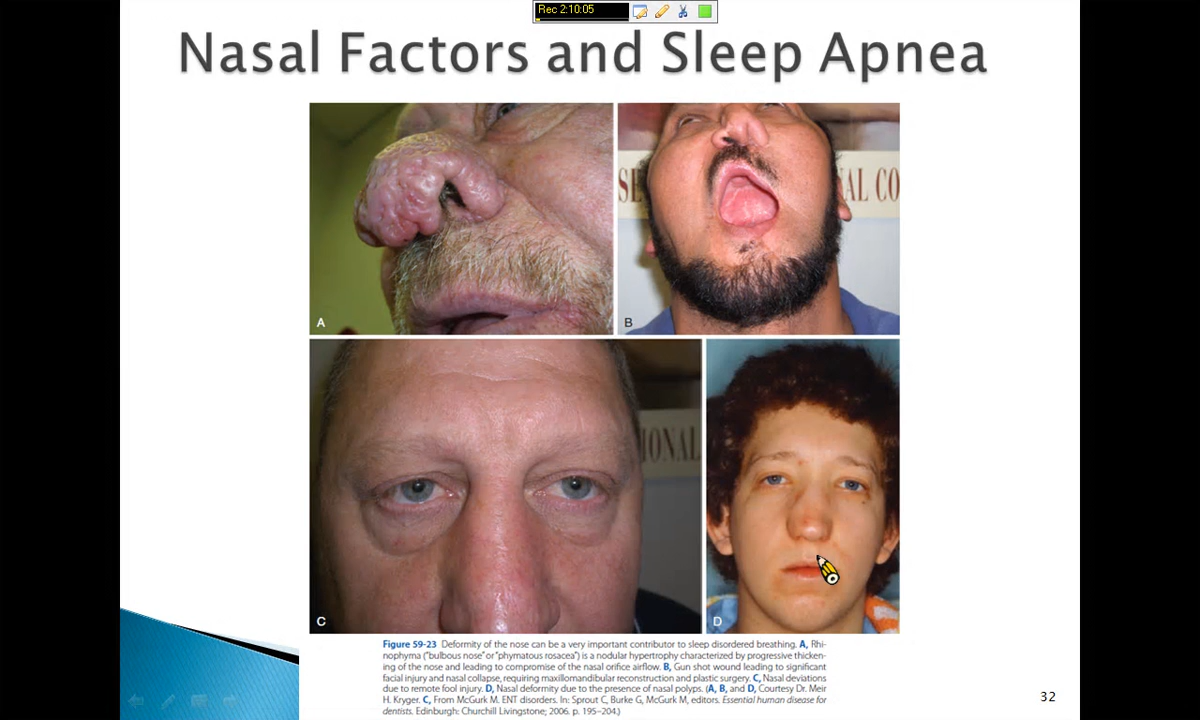 Rec 2:10:05
Nasal Factors and Sleep Apnea
SE
NAL CO
A
B
IONAL
C
D
Figure 59-23 Deformity of the nose can be a very important contributor to sleep disordered breathing. A, Rhi-
nophyma ("bulbous nose" or "phymatous rosacea") is a nodular hypertrophy characterized by progressive thicken-
ing of the nose and leading to compromise of the nasal orifice airflow. B, Gun shot wound leading to significant
facial injury and nasal collapse, requiring maxillomandibular reconstruction and plastic surgery. C, Nasal deviations
due to remote fool injury. D, Nasal deformity due to the presence of nasal polyps. (A, B, and D, Courtesy Dr. Meir
H. Kryger. C, From McGurk M. ENT disorders. In: Sprout C, Burke G, McGurk M, editors. Essential human disease for
dentists. Edinburgh: Churchill Livingstone; 2006. p. 195–204.)
32